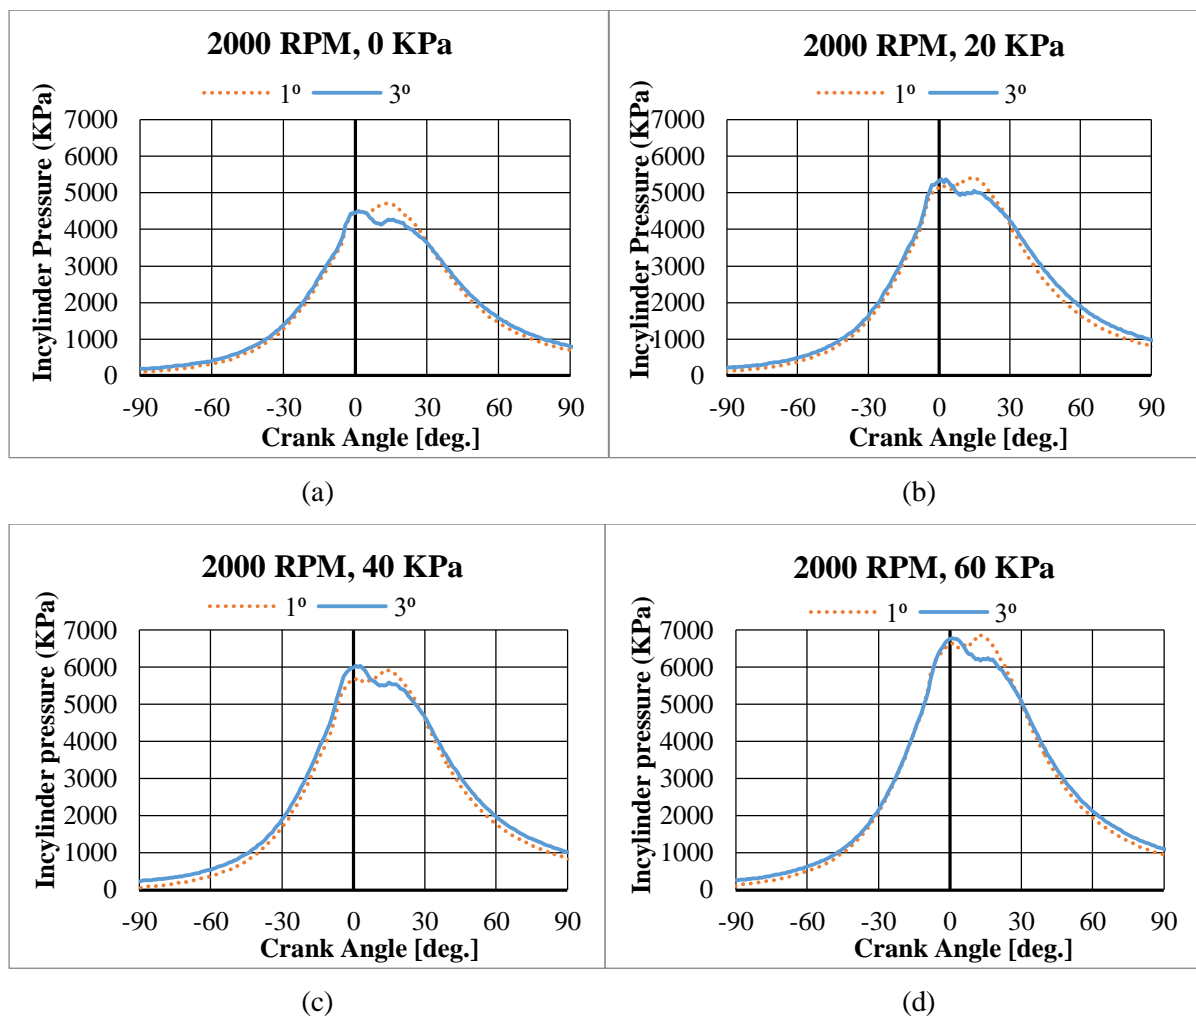 2000 RPM, 0 KPa
1º 3º
Incylinder Pressure (KPa)
7000
6000
5000
4000
3000
2000
1000
0
-90 -60 -30 0 30 60 90
Crank Angle [deg.]
(a)
2000 RPM, 20 KPa
1º 3º
Incylinder Pressure (KPa)
7000
6000
5000
4000
3000
2000
1000
0
-90 -60 -30 0 30 60 90
Crank Angle [deg.]
(b)
2000 RPM, 40 KPa
1º 3º
Incylinder pressure (KPa)
7000
6000
5000
4000
3000
2000
1000
0
-90 -60 -30 0 30 60 90
Crank Angle [deg.]
(c)
2000 RPM, 60 KPa
1º 3º
Incylinder pressure (KPa)
7000
6000
5000
4000
3000
2000
1000
0
-90 -60 -30 0 30 60 90
Crank Angle [deg.]
(d)